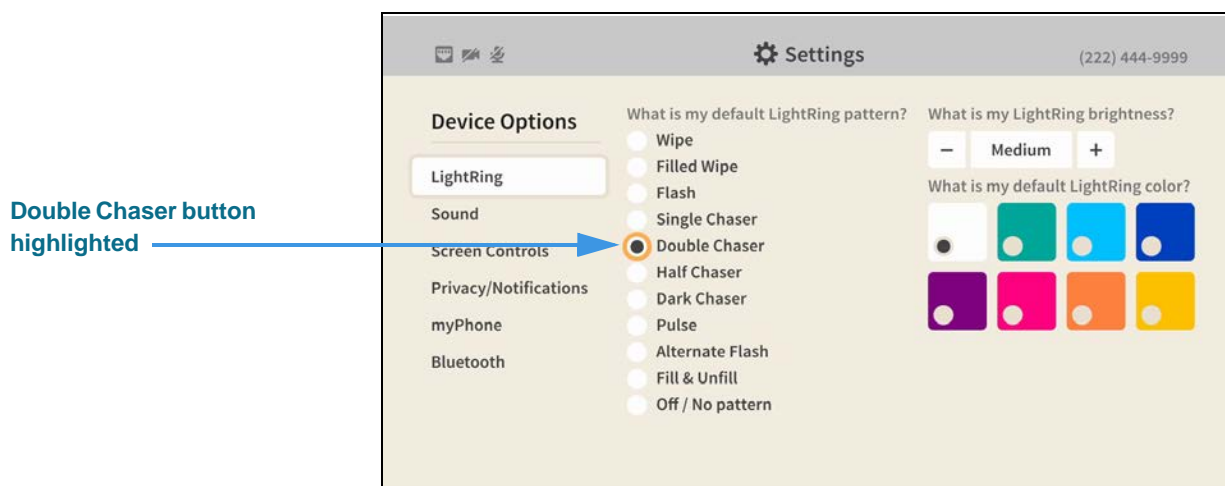 Settings
(222) 444-9999
Double Chaser button
highlighted
Device Options
LightRing
Sound
Screen Controls
Privacy/Notifications
myPhone
Bluetooth
What is my default LightRing pattern?
Wipe
Filled Wipe
Flash
Single Chaser
Double Chaser
Half Chaser
Dark Chaser
Pulse
Alternate Flash
Fill & Unfill
Off / No pattern
What is my LightRing brightness?
− Medium +
What is my default LightRing color?